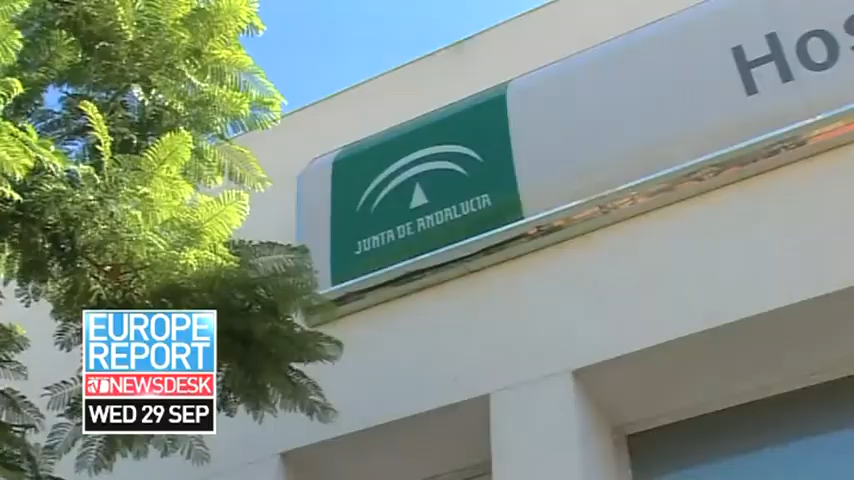 Hos
JUNTA DE ANDALUCIA
EUROPE
REPORT
NEWSDESK
WED 29 SEP